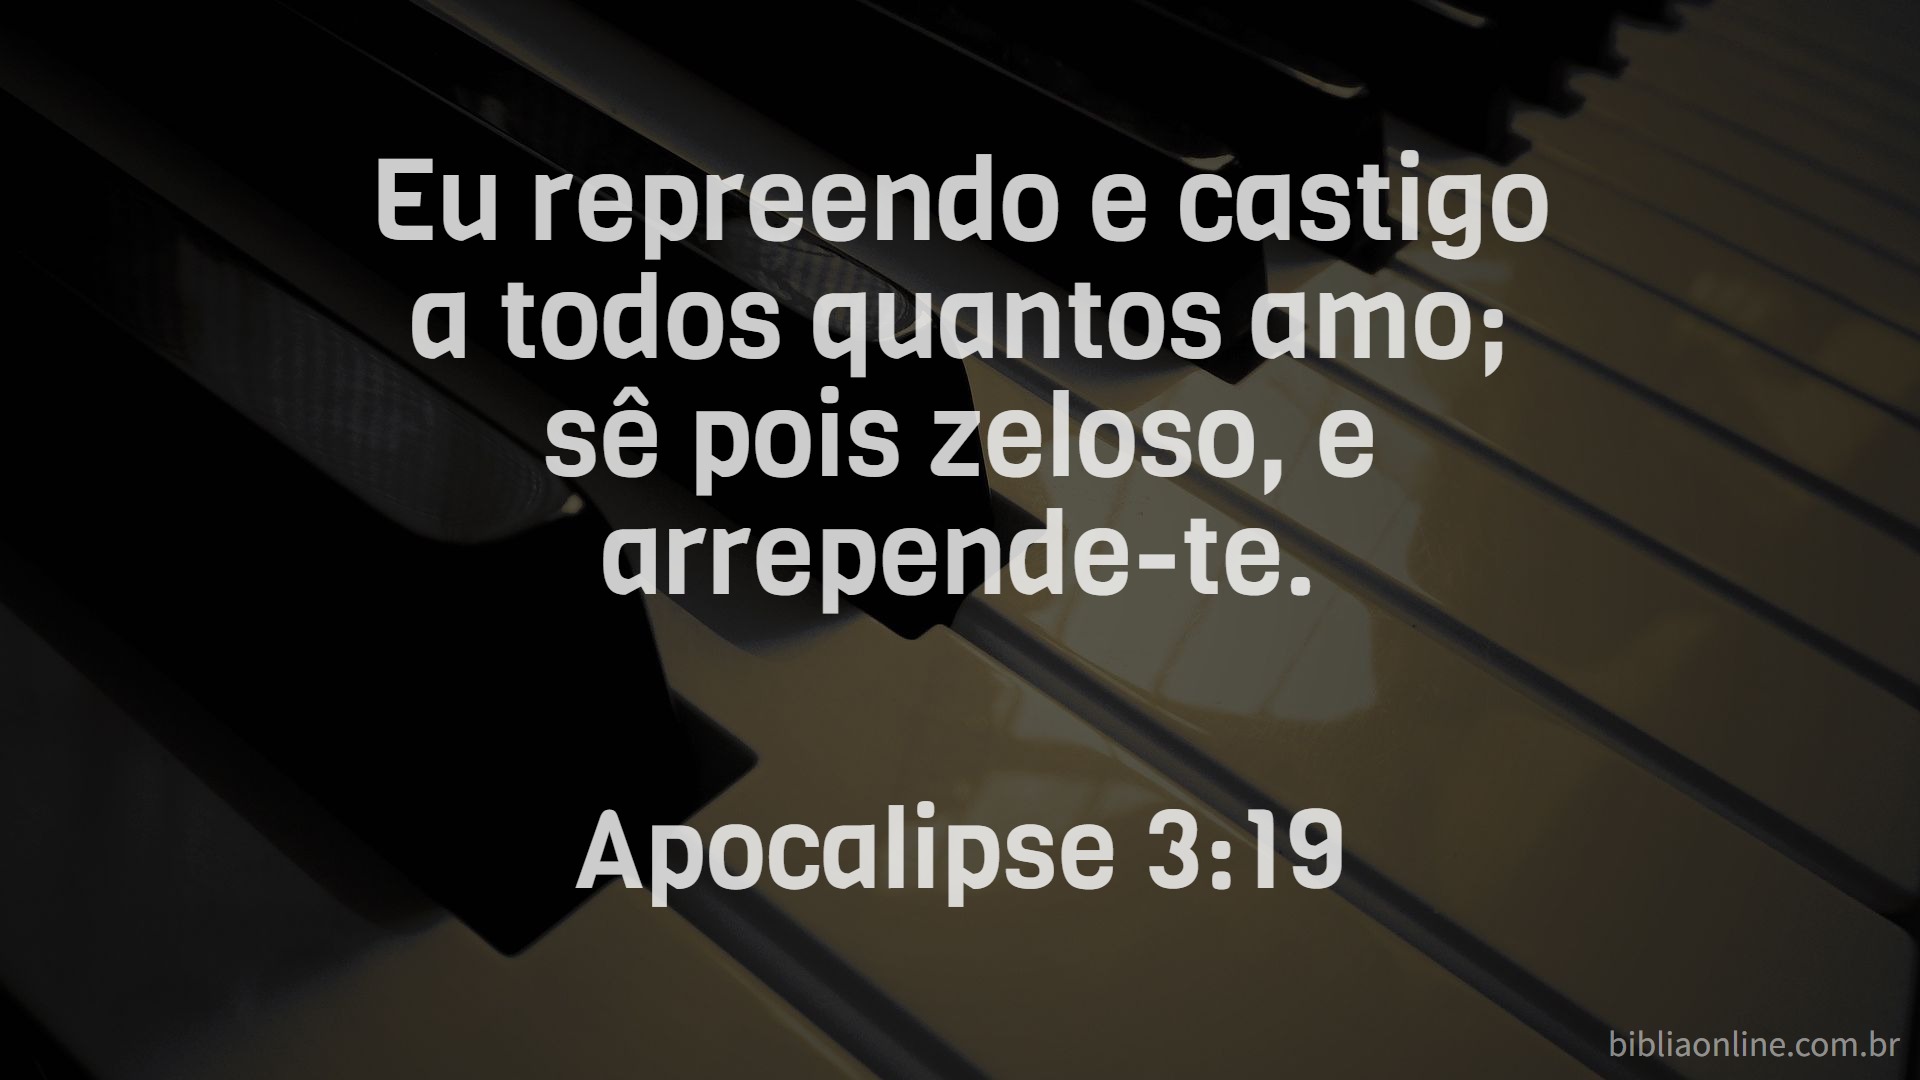 Eu repreendo e castigo
a todos quantos amo;
sê pois zeloso, e
arrepende-te.
Apocalipse 3:19
bibliaonline.com.br